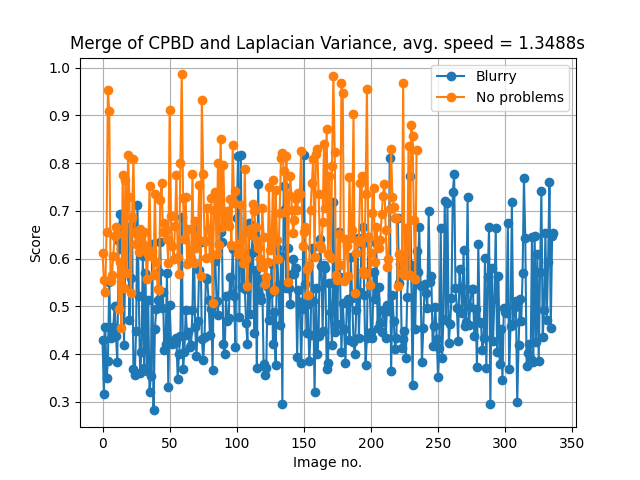 Merge of CPBD and Laplacian Variance, avg. speed = 1.3488s
Blurry
No problems
1.0
0.9
0.8
0.7
0.6
0.5
0.4
0.3
Score
0 50 100 150 200 250 300 350
Image no.